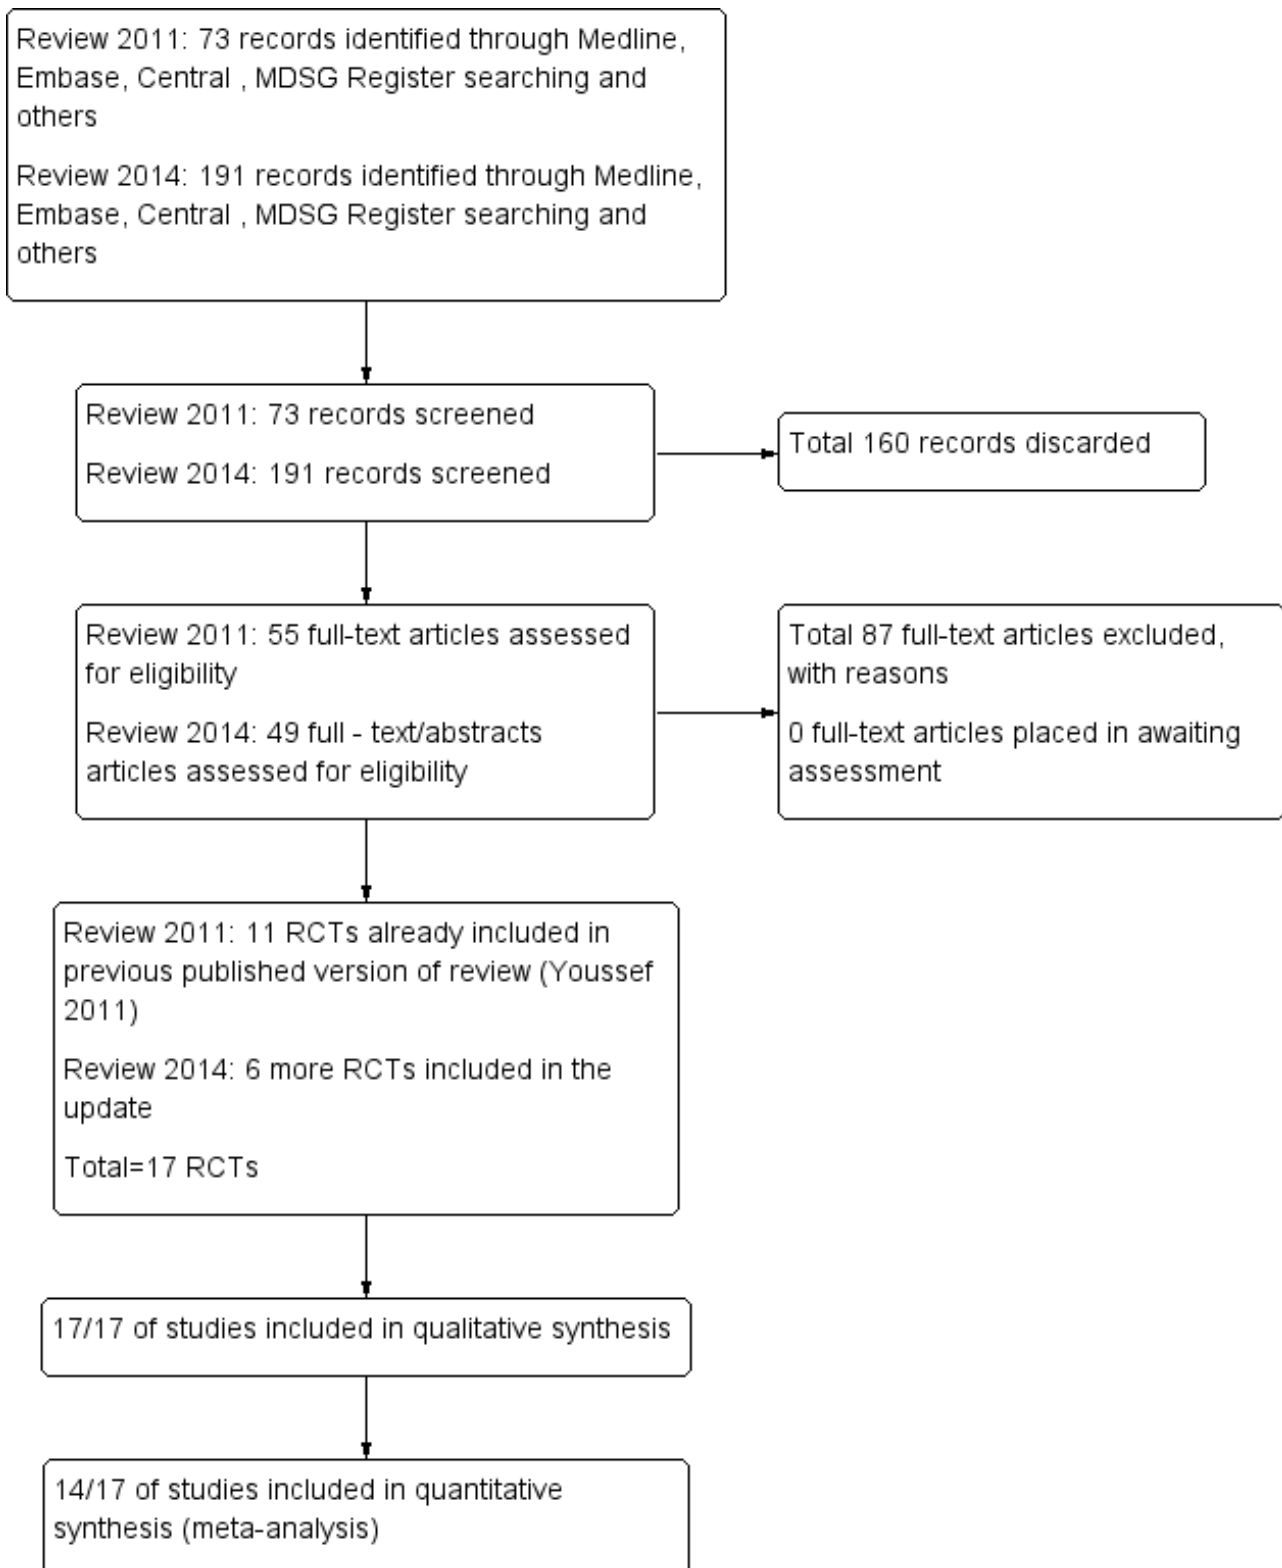 Review 2011: 73 records identified through Medline,
Embase, Central , MDSG Register searching and
others
Review 2014: 191 records identified through Medline,
Embase, Central , MDSG Register searching and
others
Review 2011: 73 records screened
Review 2014: 191 records screened
Total 160 records discarded
Review 2011: 55 full-text articles assessed
for eligibility
Review 2014: 49 full - text/abstracts
articles assessed for eligibility
Total 87 full-text articles excluded,
with reasons
0 full-text articles placed in awaiting
assessment
Review 2011: 11 RCTs already included in
previous published version of review (Youssef
2011)
Review 2014: 6 more RCTs included in the
update
Total=17 RCTs
17/17 of studies included in qualitative synthesis
14/17 of studies included in quantitative
synthesis (meta-analysis)